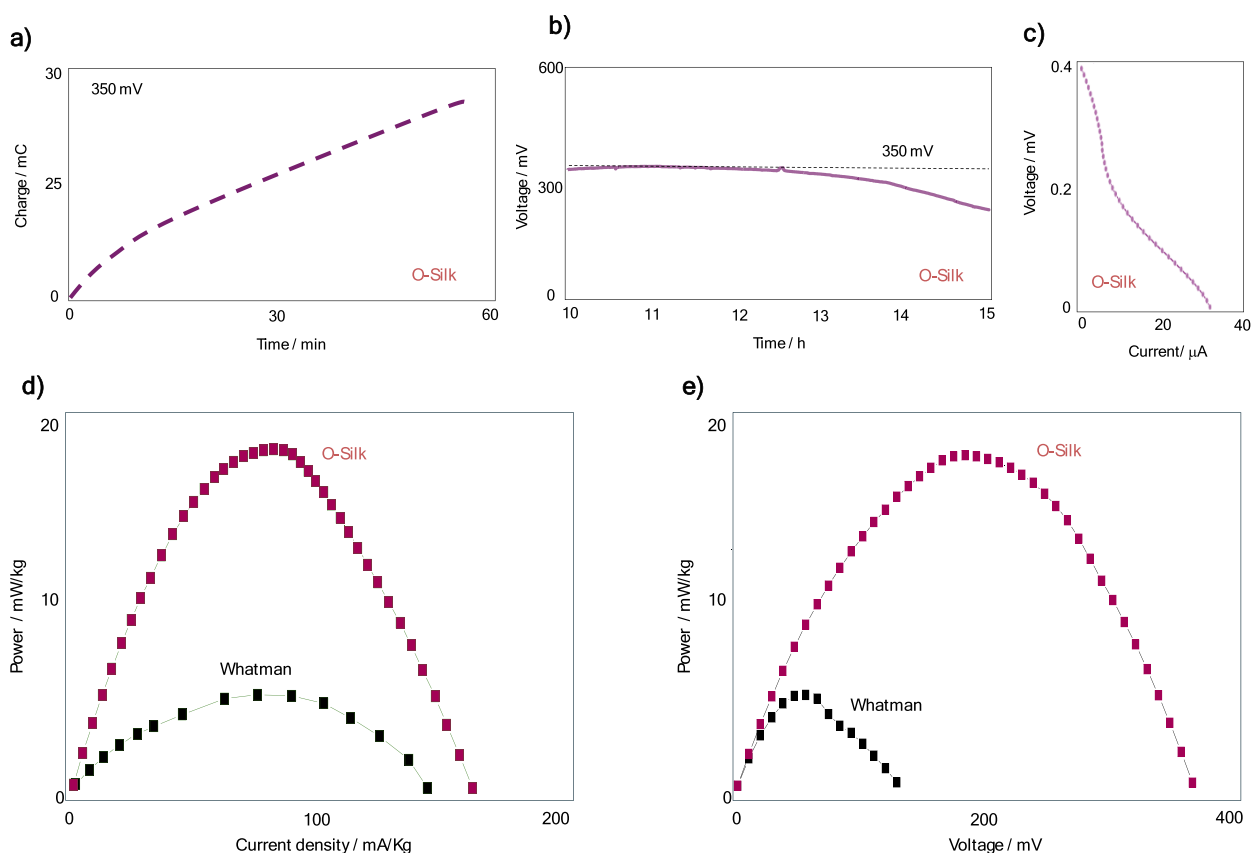 a)
30
350 mV
Charge / mC
25
O-Silk
0
0
30
60
Time / min
b)
600
350 mV
Voltage / mV
300
O-Silk
0
10
11
12
13
14
15
Time / h
c)
0.4
Voltage / mV
0.2
O-Silk
0
0
20
40
Current/ µA
d)
20
O-Silk
Power / mW/kg
10
Whatman
0
0
100
200
Current density / mA/Kg
e)
20
O-Silk
Power / mW/kg
10
Whatman
0
0
200
400
Voltage / mV